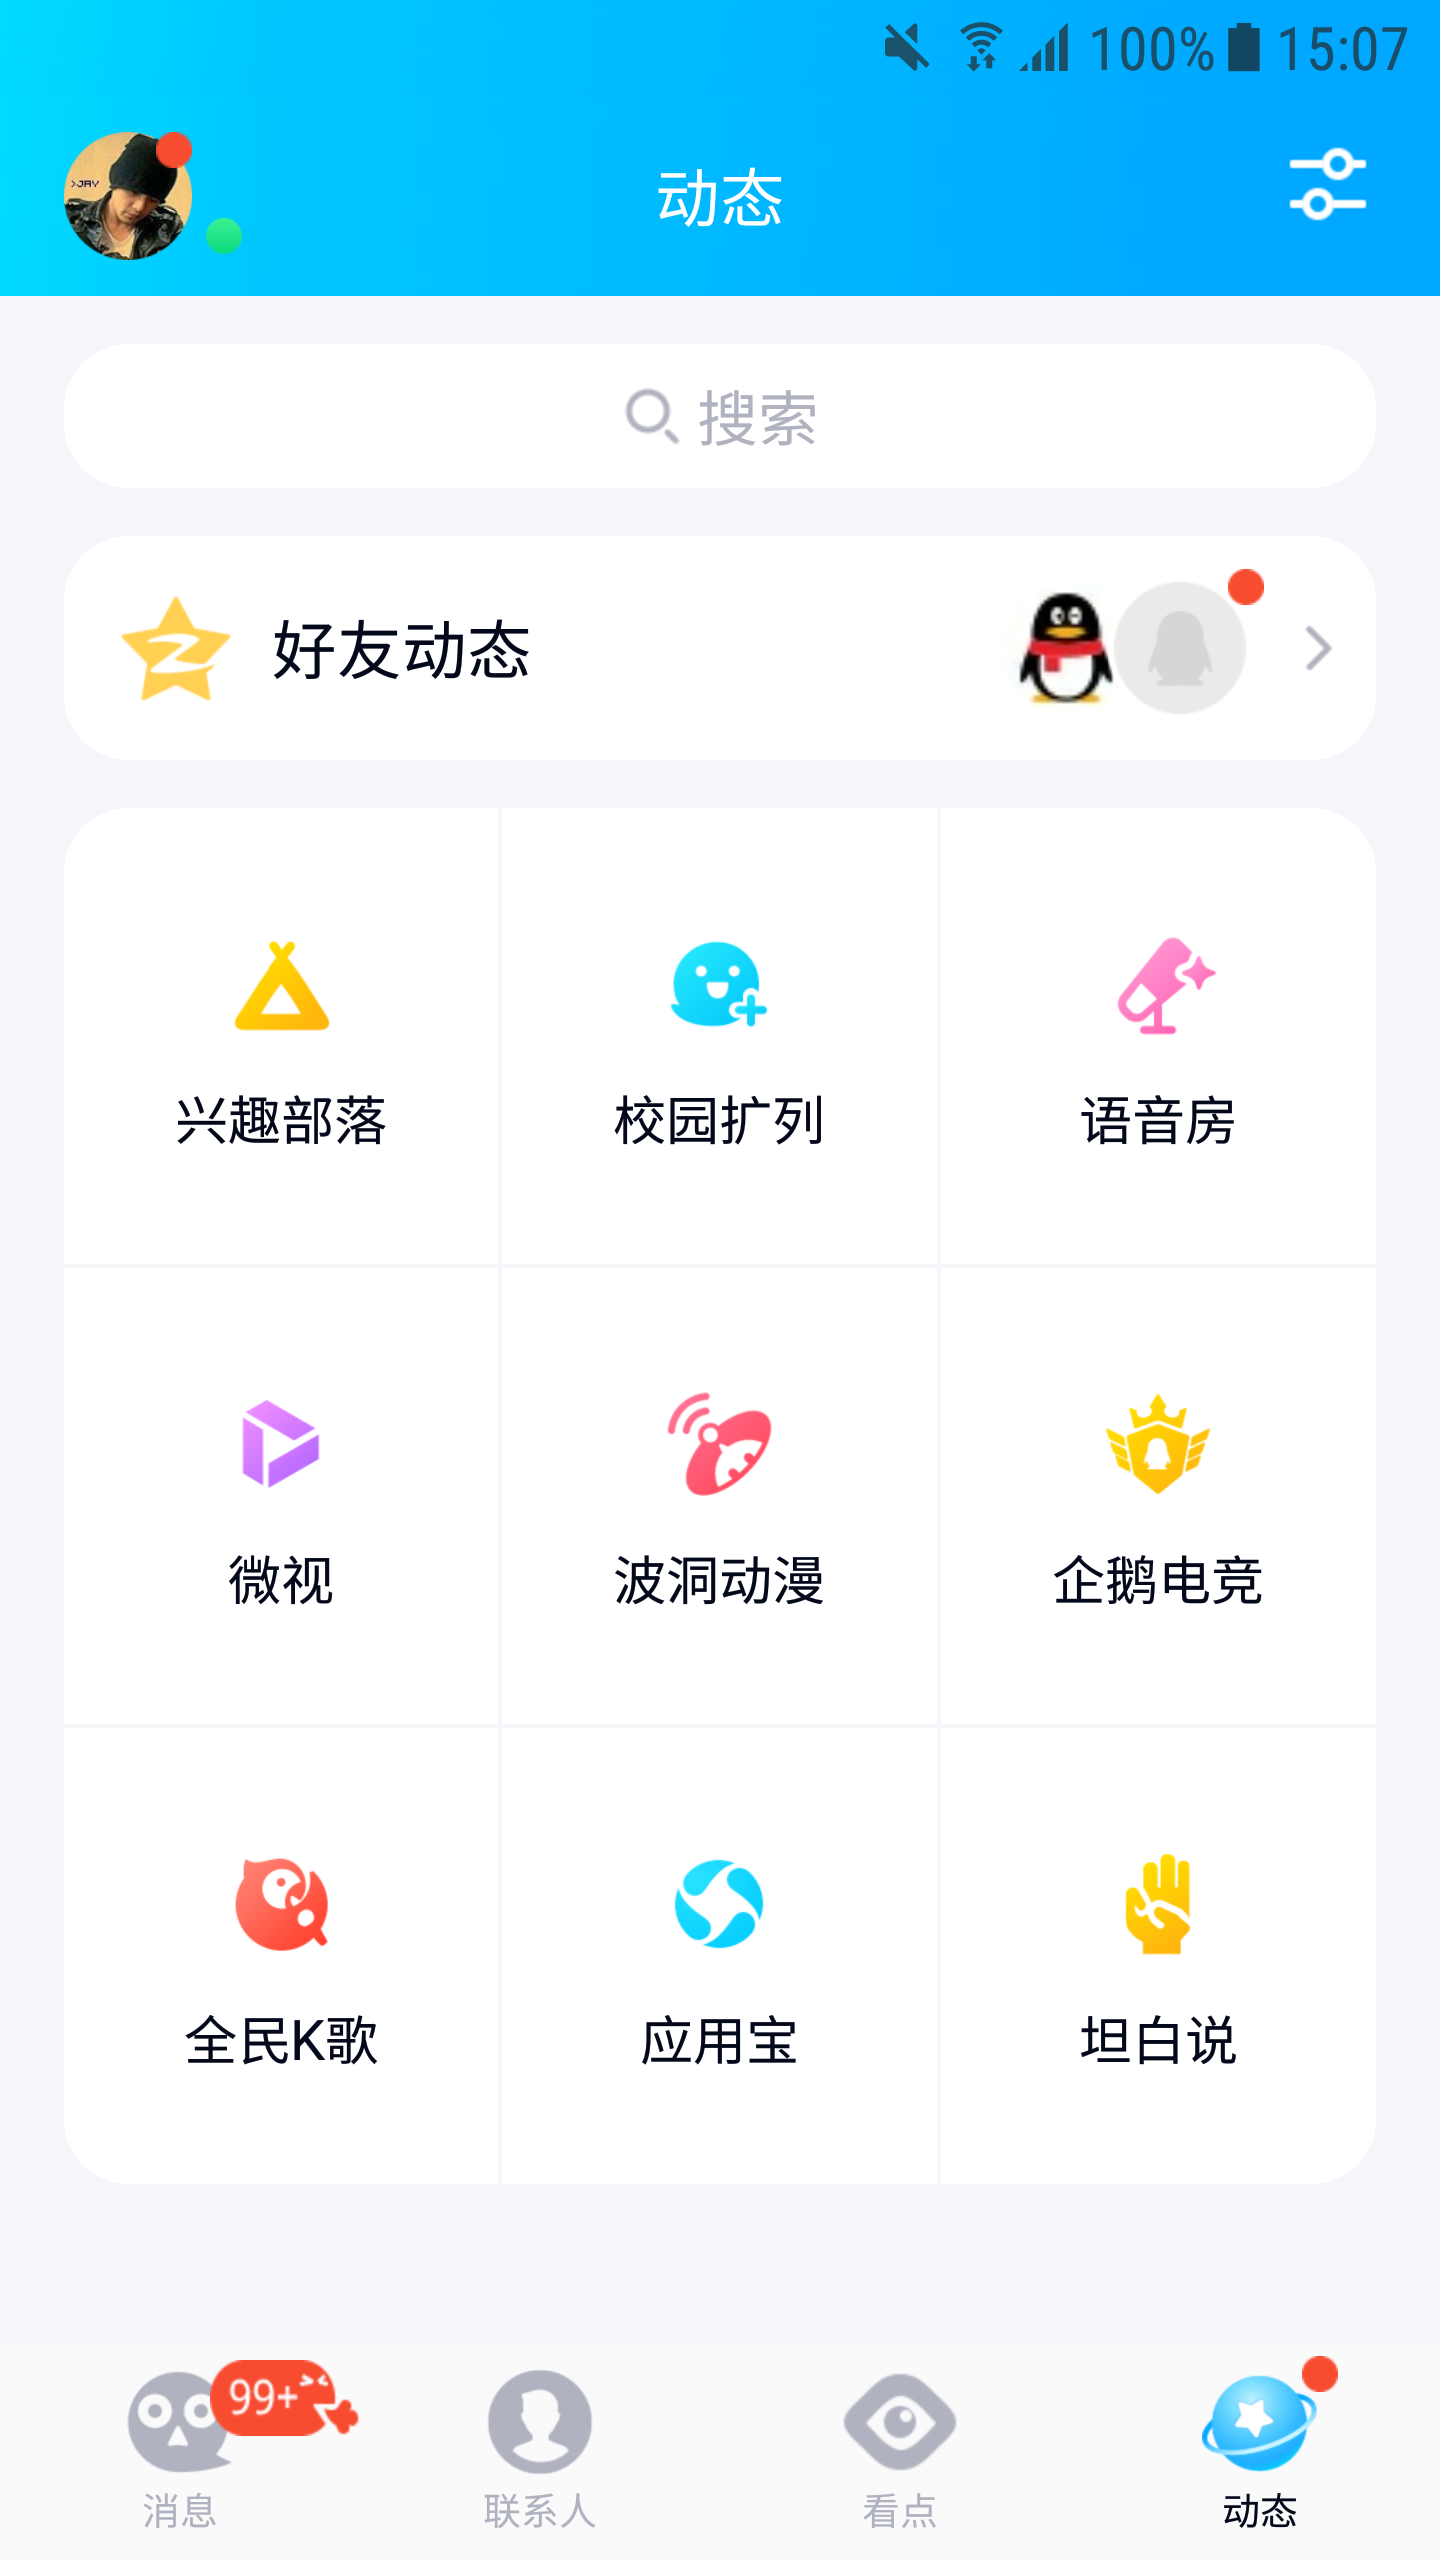 100% 15:07
>JAY
动态
搜索
好友动态
兴趣部落 校园扩列 语音房
微视 波洞动漫 企鹅电竞
全民K歌 应用宝 坦白说
99+
消息 联系人 看点 动态